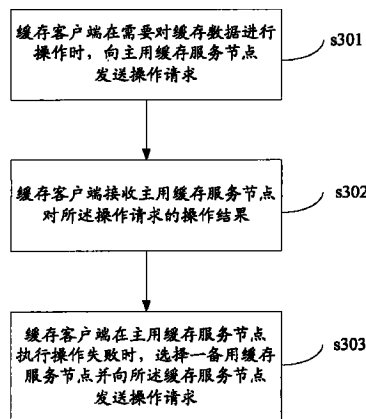 缓存客户端在需要对缓存数据进行
操作时，向主用缓存服务节点
发送操作请求
s301
缓存客户端接收主用缓存服务节点
对所述操作请求的操作结果
s302
缓存客户端在主用缓存服务节点
执行操作失败时，选择一备用缓存
服务节点并向所述缓存服务节点
发送操作请求
s303